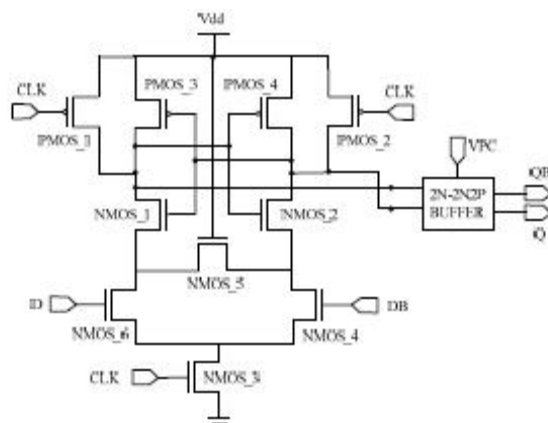 Vdd
PMOS_3
PMOS_4
CLK
CLK
PMOS_1
PMOS_2
VPC
QB
NMOS_1
NMOS_2
2N-2N2P
BUFFER
Q
NMOS_5
D
DB
NMOS_6
NMOS_4
CLK
NMOS_3